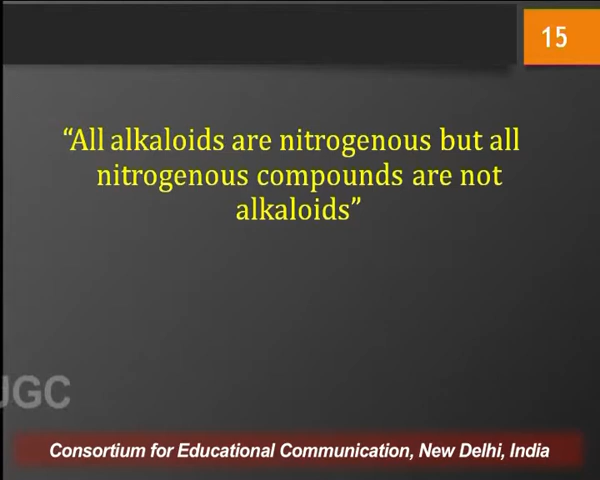 15
“All alkaloids are nitrogenous but all
nitrogenous compounds are not
alkaloids”
UGC
Consortium for Educational Communication, New Delhi, India